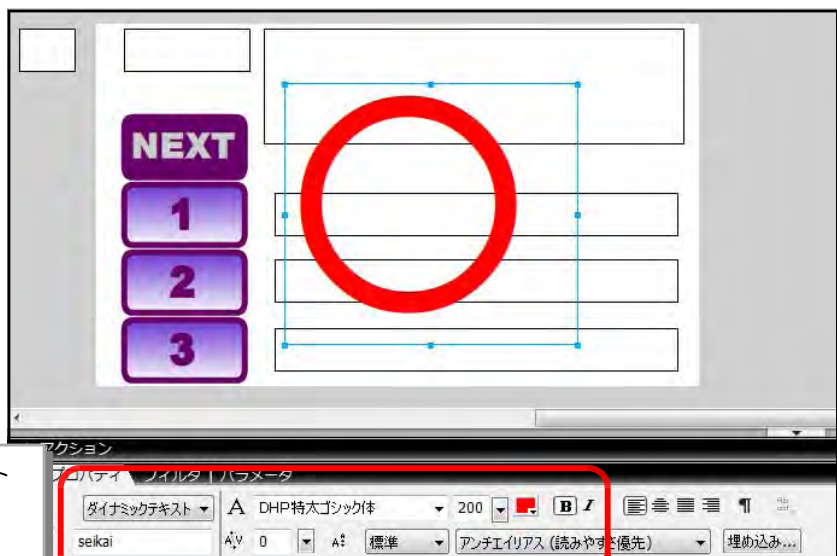 NEXT
1
2
3
アクション
プロパティ フィルタ | パラメータ
ト
ダイナミックテキスト A DHP特太ゴシック体 200 B I ¶
seikai A V 0 標準 アンチエイリアス (読みやすさ優先) 埋め込み...